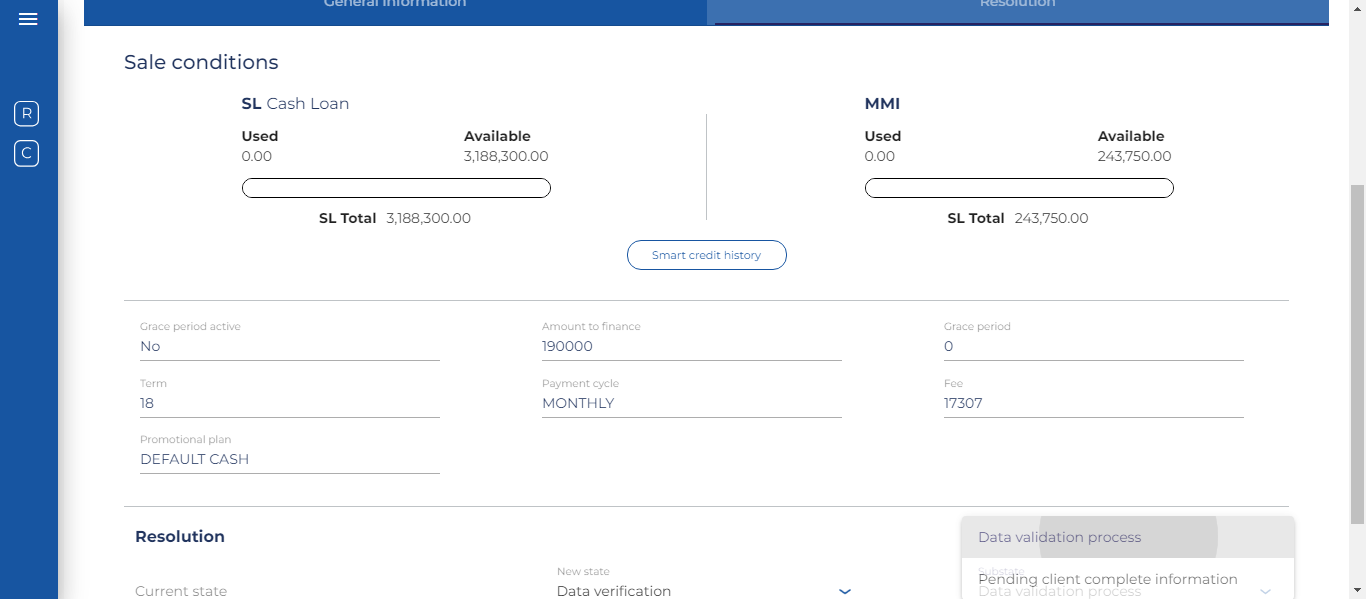 General Information
Resolution
R
C
Sale conditions
SL Cash Loan
Used
Available
0.00
3,188,300.00
SL Total 3,188,300.00
MMI
Used
Available
0.00
243,750.00
SL Total 243,750.00
Smart credit history
Grace period active
No
Amount to finance
190000
Grace period
0
Term
18
Payment cycle
MONTHLY
Fee
17307
Promotional plan
DEFAULT CASH
Resolution
Current state
New state
Data verification
Data validation process
Substate
Pending client complete information
Data validation process